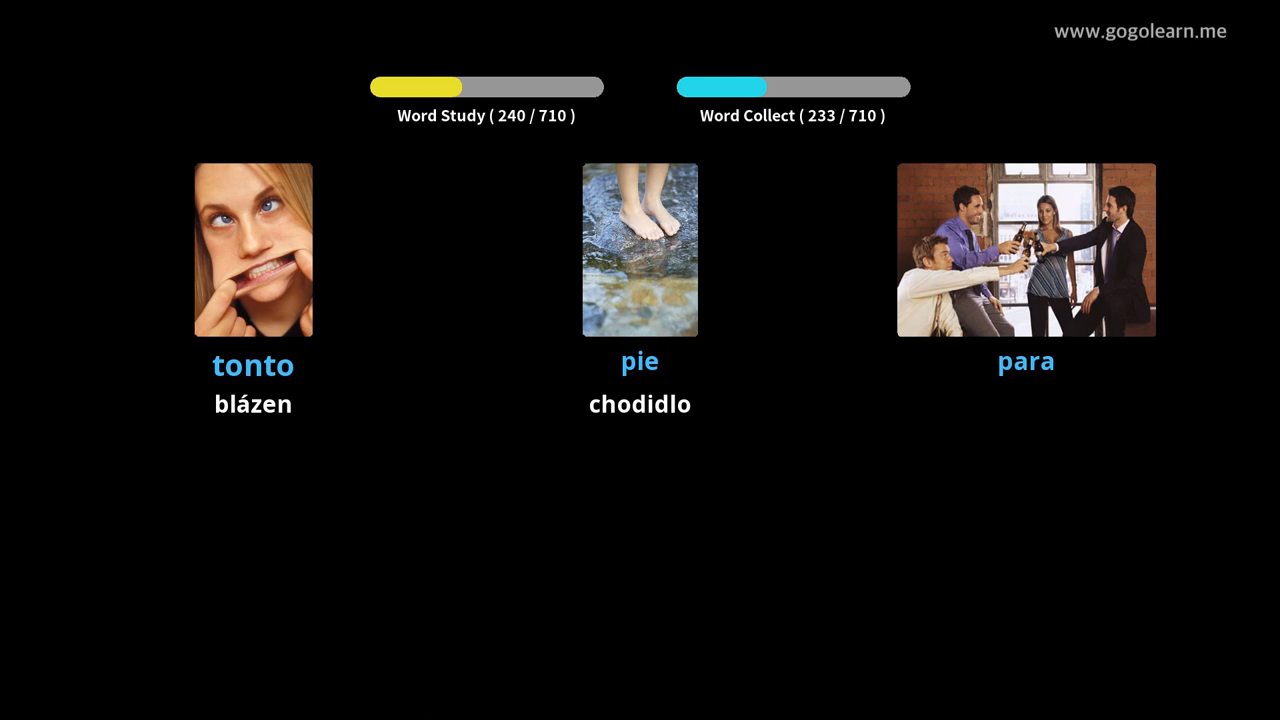 www.gogolearn.me
Word Study ( 240 / 710 )
Word Collect ( 233 / 710 )
tonto
pie
para
blázen
chodidlo